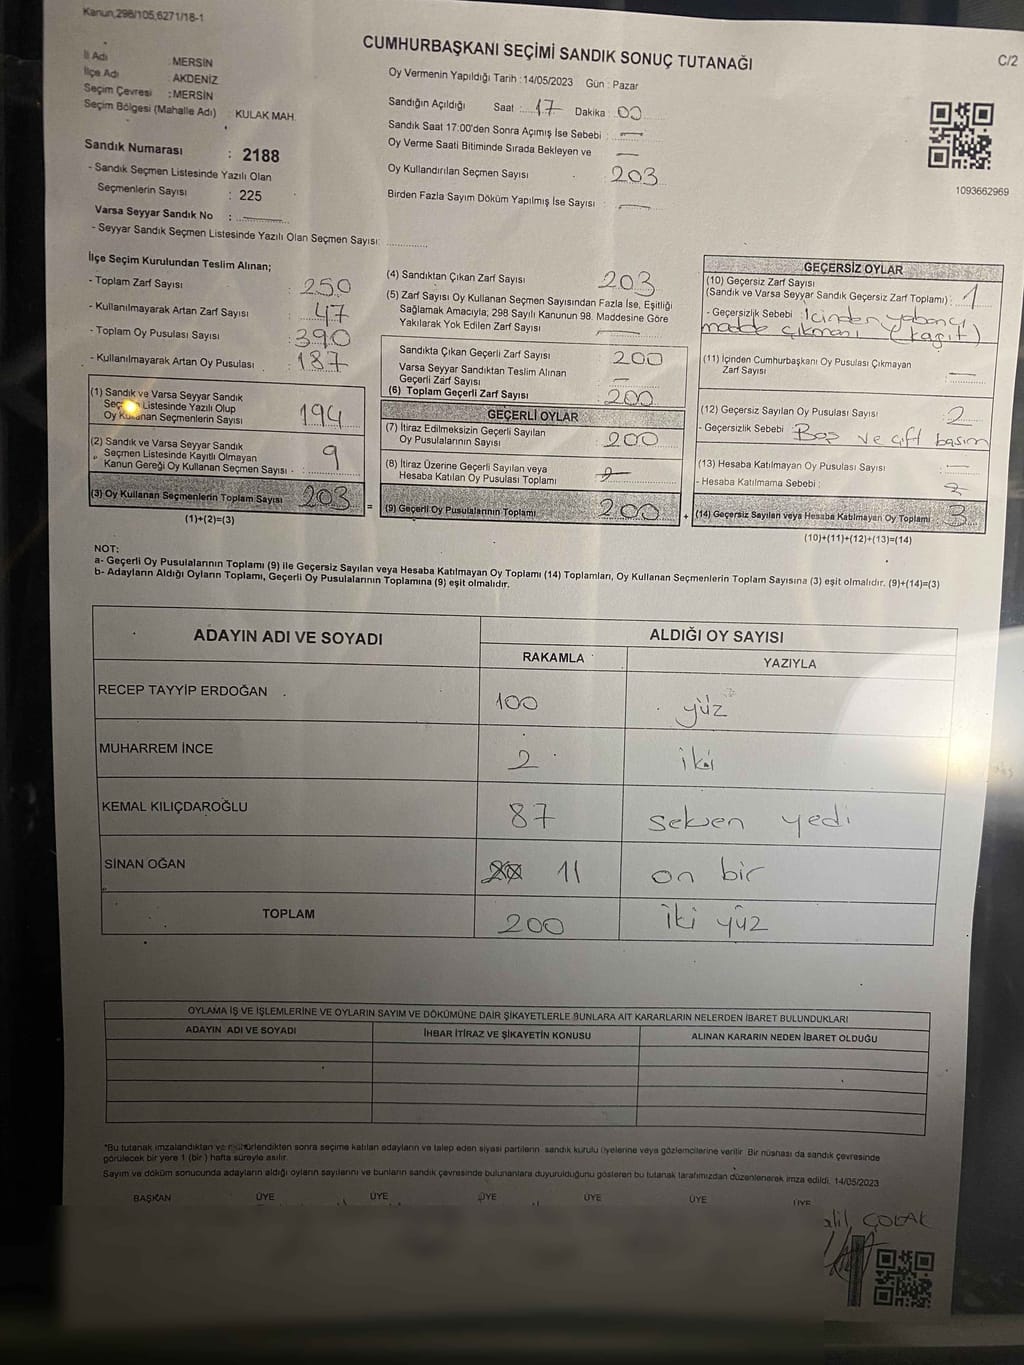 Kanun,298/105,6271/18-1
CUMHURBAŞKANI SEÇİMİ SANDIK SONUÇ TUTANAĞI
C/2
İl Adı : MERSİN
İlçe Adı : AKDENİZ
Seçim Çevresi : MERSİN
Seçim Bölgesi (Mahalle Adı) : KULAK MAH.
Oy Vermenin Yapıldığı Tarih :14/05/2023 Gün : Pazar
Sandığın Açıldığı Saat : 17 Dakika : 00
Sandık Saat 17:00'den Sonra Açımış İse Sebebi : —
Oy Verme Saati Bitiminde Sırada Bekleyen ve —
Oy Kullandırılan Seçmen Sayısı : 203
Birden Fazla Sayım Döküm Yapılmış İse Sayısı : —
1093662969
Sandık Numarası : 2188
- Sandık Seçmen Listesinde Yazılı Olan
Seçmenlerin Sayısı : 225
Varsa Seyyar Sandık No : —
- Seyyar Sandık Seçmen Listesinde Yazılı Olan Seçmen Sayısı:
İlçe Seçim Kurulundan Teslim Alınan;
- Toplam Zarf Sayısı : 250
- Kullanılmayarak Artan Zarf Sayısı : 47
- Toplam Oy Pusulası Sayısı : 390
- Kullanılmayarak Artan Oy Pusulası : 187
(1) Sandık ve Varsa Seyyar Sandık
Listesinde Yazılı Olup
Oy Kullanan Seçmenlerin Sayısı 194
(2) Sandık ve Varsa Seyyar Sandık
Seçmen Listesinde Kayıtlı Olmayan
Kanun Gereği Oy Kullanan Seçmen Sayısı 9
(3) Oy Kullanan Seçmenlerin Toplam Sayısı 203
(1)+(2)=(3)
(4) Sandıktan Çıkan Zarf Sayısı 203
(5) Zarf Sayısı Oy Kullanan Seçmen Sayısından Fazla İse, Eşitliği
Sağlamak Amacıyla; 298 Sayılı Kanunun 98. Maddesine Göre
Yakılarak Yok Edilen Zarf Sayısı —
Sandıkta Çıkan Geçerli Zarf Sayısı 200
Varsa Seyyar Sandıktan Teslim Alınan
Geçerli Zarf Sayısı —
(6) Toplam Geçerli Zarf Sayısı 200
GEÇERLİ OYLAR
(7) İtiraz Edilmeksizin Geçerli Sayılan
Oy Pusulalarının Sayısı 200
(8) İtiraz Üzerine Geçerli Sayılan veya
Hesaba Katılan Oy Pusulası Toplamı
(9) Geçerli Oy Pusulalarının Toplamı 200
GEÇERSİZ OYLAR
(10) Geçersiz Zarf Sayısı
(Sandık ve Varsa Seyyar Sandık Geçersiz Zarf Toplamı) : 1
- Geçersizlik Sebebi : İçinden yabancı
madde çıkması (kağıt)
(11) İçinden Cumhurbaşkanı Oy Pusulası Çıkmayan
Zarf Sayısı —
(12) Geçersiz Sayılan Oy Pusulası Sayısı 2
- Geçersizlik Sebebi : Boş ve çift basım
(13) Hesaba Katılmayan Oy Pusulası Sayısı —
- Hesaba Katılmama Sebebi :
(14) Geçersiz Sayılan veya Hesaba Katılmayan Oy Toplamı : 3
(10)+(11)+(12)+(13)=(14)
NOT:
a- Geçerli Oy Pusulalarının Toplamı (9) ile Geçersiz Sayılan veya Hesaba Katılmayan Oy Toplamı (14) Toplamları, Oy Kullanan Seçmenlerin Toplam Sayısına (3) eşit olmalıdır. (9)+(14)=(3)
b- Adayların Aldığı Oyların Toplamı, Geçerli Oy Pusulalarının Toplamına (9) eşit olmalıdır.
ADAYIN ADI VE SOYADI ALDIĞI OY SAYISI
RAKAMLA YAZIYLA
RECEP TAYYİP ERDOĞAN 100 yüz
MUHARREM İNCE 2 iki
KEMAL KILIÇDAROĞLU 87 seksen yedi
SİNAN OĞAN 11 on bir
TOPLAM 200 iki yüz
OYLAMA İŞ VE İŞLEMLERİNE VE OYLARIN SAYIM VE DÖKÜMÜNE DAİR ŞİKAYETLERLE BUNLARA AİT KARARLARIN NELERDEN İBARET BULUNDUKLARI
ADAYIN ADI VE SOYADI İHBAR İTİRAZ VE ŞİKAYETİN KONUSU ALINAN KARARIN NEDEN İBARET OLDUĞU
*Bu tutanak imzalandıktan ve mühürlendikten sonra seçime katılan adayların ve talep eden siyasi partilerin sandık kurulu üyelerine veya gözlemcilerine verilir. Bir nüshası da sandık çevresinde
görülecek bir yere 1 (bir) hafta süreyle asılır.
Sayım ve döküm sonucunda adayların aldığı oyların sayılarını ve bunların sandık çevresinde bulunanlara duyurulduğunu gösteren bu tutanak tarafımızdan düzenlenerek imza edildi. 14/05/2023
BAŞKAN ÜYE ÜYE ÜYE ÜYE ÜYE ÜYE
ÇOLAK